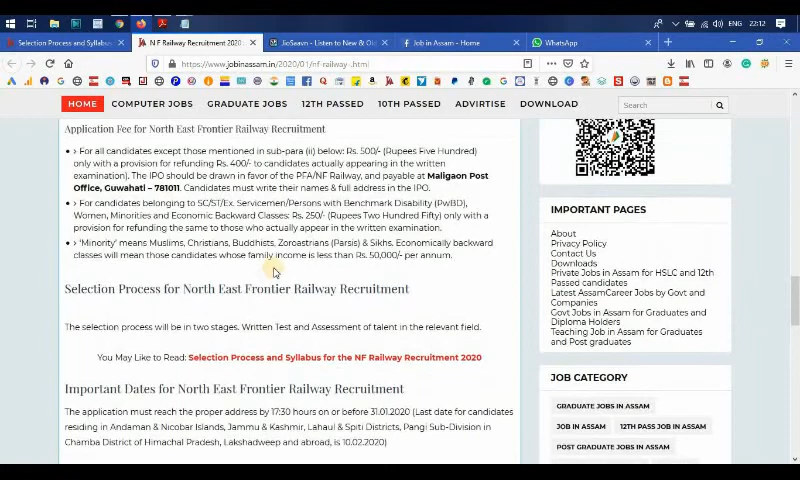 ENG 22:12
Selection Process and Syllabus
N F Railway Recruitment 2020
JioSaavn - Listen to New & Old
Job in Assam - Home
WhatsApp
https://www.jobinassam.in/2020/01/nf-railway-.html
HOME COMPUTER JOBS GRADUATE JOBS 12TH PASSED 10TH PASSED ADVERTISE DOWNLOAD
Search
Application Fee for North East Frontier Railway Recruitment
› For all candidates except those mentioned in sub-para (ii) below: Rs. 500/- (Rupees Five Hundred)
only with a provision for refunding Rs. 400/- to candidates actually appearing in the written
examination). The IPO should be drawn in favor of the PFA/NF Railway, and payable at Maligaon Post
Office, Guwahati – 781011. Candidates must write their names & full address in the IPO.
› For candidates belonging to SC/ST/Ex. Servicemen/Persons with Benchmark Disability (PwBD),
Women, Minorities and Economic Backward Classes: Rs. 250/- (Rupees Two Hundred Fifty) only with a
provision for refunding the same to those who actually appearing in the written examination.
› 'Minority' means Muslims, Christians, Buddhists, Zoroastrians (Parsis) & Sikhs. Economically backward
classes will mean those candidates whose family income is less than Rs. 50,000/- per annum.
Selection Process for North East Frontier Railway Recruitment
The selection process will be in two stages. Written Test and Assessment of talent in the relevant field.
You May Like to Read: Selection Process and Syllabus for the NF Railway Recruitment 2020
Important Dates for North East Frontier Railway Recruitment
The application must reach the proper address by 17:30 hours on or before 31.01.2020 (Last date for candidates
residing in Andaman & Nicobar Islands, Jammu & Kashmir, Lahaul & Spiti Districts, Pangi Sub-Division in
Chamba District of Himachal Pradesh, Lakshadweep and abroad, is 10.02.2020)
IMPORTANT PAGES
About
Privacy Policy
Contact Us
Downloads
Private Jobs in Assam for HSLC and 12th
Passed candidates
Latest AssamCareer Jobs by Govt and
Companies
Govt Jobs in Assam for Graduates and
Diploma Holders
Teaching Job in Assam for Graduates
and Post graduates
JOB CATEGORY
GRADUATE JOBS IN ASSAM
JOB IN ASSAM 12TH PASS JOB IN ASSAM
POST GRADUATE JOBS IN ASSAM